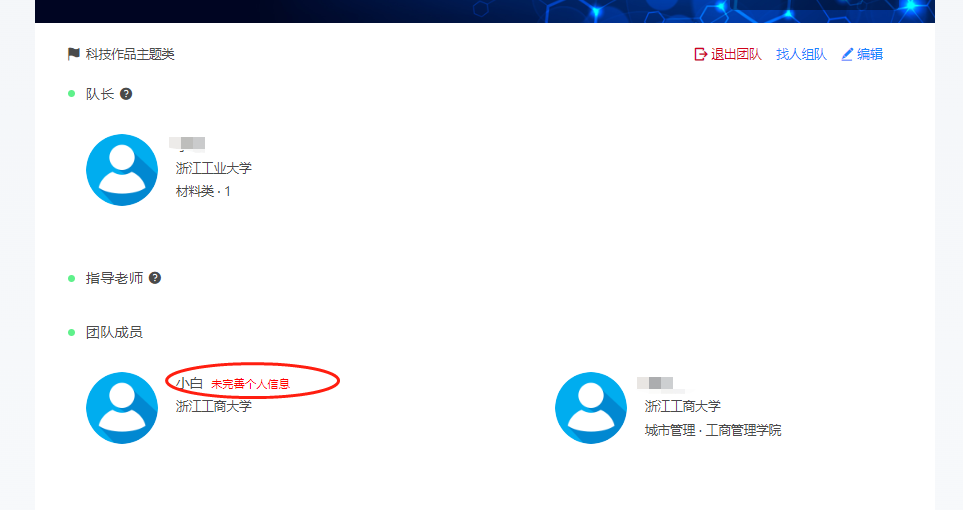 科技作品主题类 退出团队 找人组队 编辑
队长 ?
浙江工业大学
材料类 · 1
指导老师 ?
团队成员
小白 未完善个人信息
浙江工商大学
浙江工商大学
城市管理 · 工商管理学院